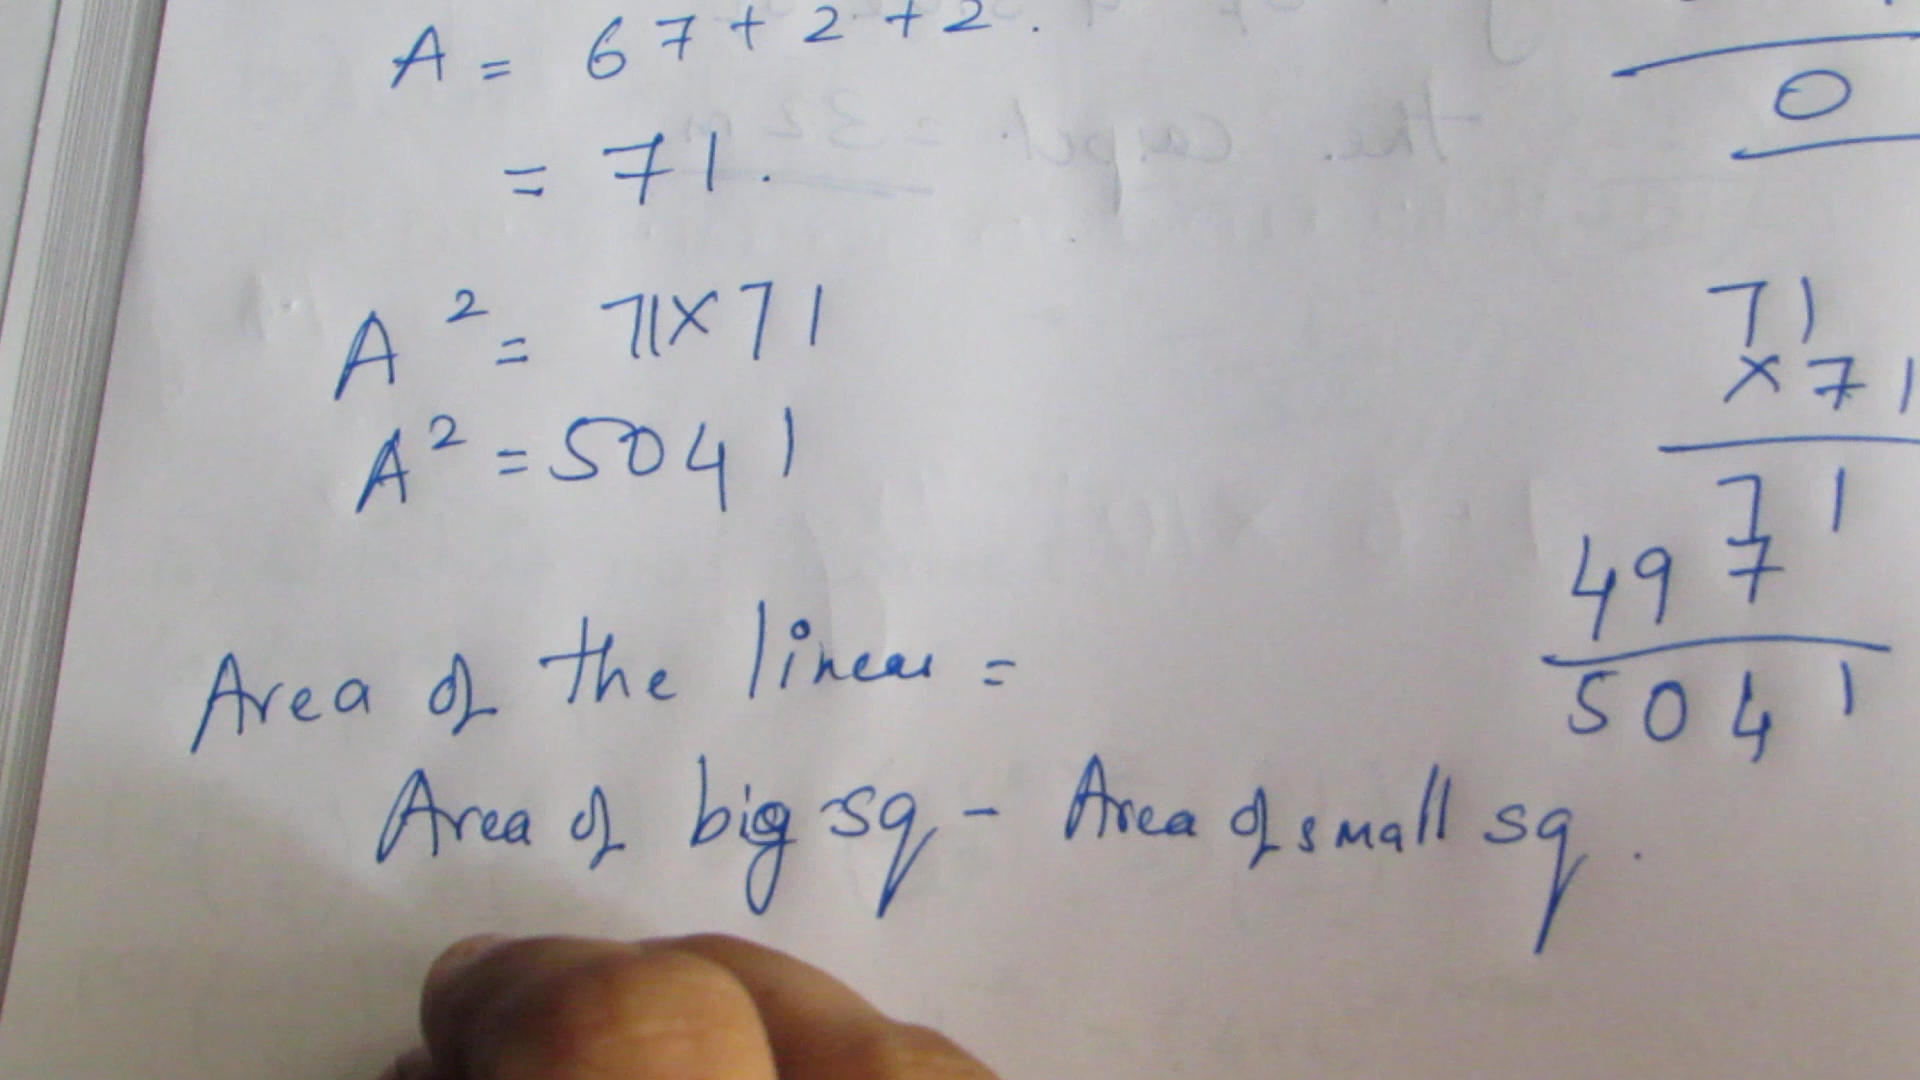 A = 67 + 2 + 2.
= 71.
A² = 71 × 71
A² = 5041
Area of the linear =
Area of big sq - Area of small sq.
0
71
× 71
71
497
5041